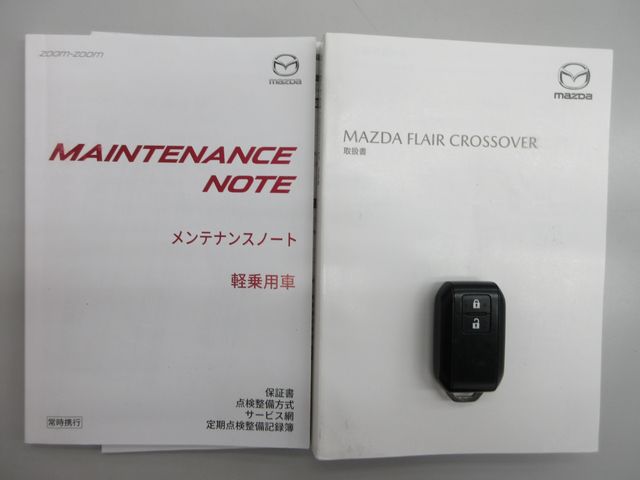 zoom-zoom
mazda
MAINTENANCE
NOTE
メンテナンスノート
軽乗用車
保証書
点検整備方式
サービス網
定期点検整備記録簿
常時携行
mazda
MAZDA FLAIR CROSSOVER
取扱書